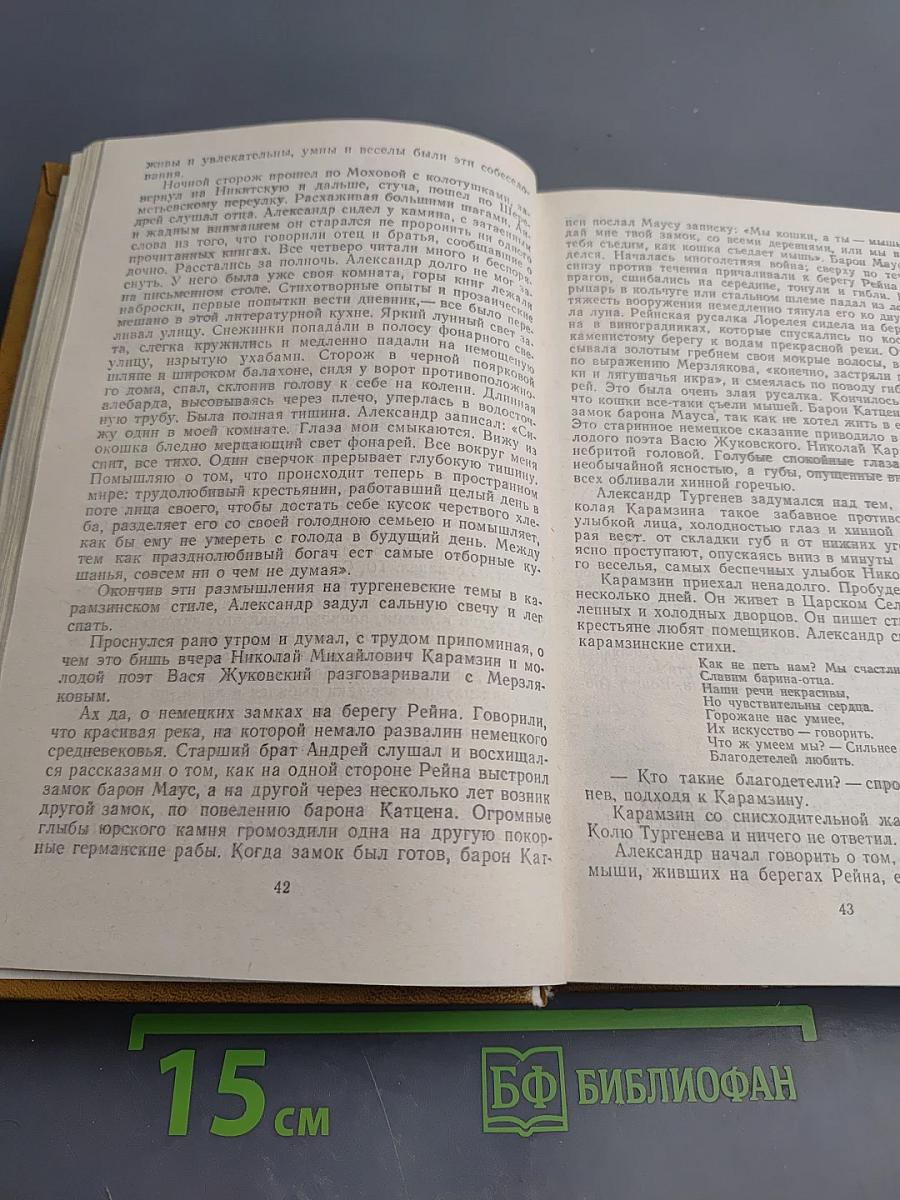 живы и увлекательны, умны и веселы были эти собеседо-
вания.
Ночной сторож прошел по Моховой с колотушками, за-
вернул на Никитскую и дальше, стуча, пошел по Шере-
метьевскому переулку. Расхаживая большими шагами, Ан-
дрей слушал отца. Александр сидел у камина, с затаенным
и жадным вниманием он старался не проронить ни одного
слова из того, что говорили отец и братья, сообщавшие о
прочитанных книгах. Все четверо читали много и беспоря-
дочно. Расстались за полночь. Александр долго не мог за-
снуть. У него была уже своя комната, горы книг лежали
на письменном столе. Стихотворные опыты и прозаические
наброски, первые попытки вести дневник,— все было пере-
мешано в этой литературной кухне. Яркий лунный свет за-
ливал улицу. Снежинки попадали в полосу фонарного све-
та, слегка кружились и медленно падали на немощеную
улицу, изрытую ухабами. Сторож в черной поярковой
шляпе и широком балахоне, сидя у ворот противоположно-
го дома, спал, склонив голову к себе на колени. Длинная
алебарда, высовываясь через плечо, уперлась в водосточ-
ную трубу. Была полная тишина. Александр записал: «Си-
жу один в моей комнате. Глаза мои смыкаются. Вижу из
окошка бледно мерцающий свет фонарей. Все вокруг меня
спит, все тихо. Один сверчок прерывает глубокую тишину.
Помышляю о том, что происходит теперь в пространном
мире: трудолюбивый крестьянин, работавший целый день в
поте лица своего, чтобы достать себе кусок черствого хле-
ба, разделяет его со своей голодною семьею и помышляет,
как бы ему не умереть с голода в будущий день. Между
тем как празднолюбивый богач ест самые отборные ку-
шанья, совсем ни о чем не думая».
Окончив эти размышления на тургеневские темы в ка-
рамзинском стиле, Александр задул сальную свечу и лег
спать.
Проснулся рано утром и думал, с трудом припоминая, о
чем это бишь вчера Николай Михайлович Карамзин и мо-
лодой поэт Вася Жуковский разговаривали с Мерзля-
ковым.
Ах да, о немецких замках на берегу Рейна. Говорили,
что красивая река, на которой немало развалин немецкого
средневековья. Старший брат Андрей слушал и восхищал-
ся рассказами о том, как на одной стороне Рейна выстроил
замок барон Маус, а на другой через несколько лет возник
другой замок, по повелению барона Катцена. Огромные
глыбы юрского камня громоздили одна на другую покор-
ные германские рабы. Когда замок был готов, барон Кат-
42
цен послал Маусу записку: «Мы кошки, а ты — мышь
дай мне твой замок, со всеми деревнями, или мы
тебя съедим, как кошка съедает мышь». Барон Маус
делся. Началась многолетняя война; сверху по
снизу против течения причаливали к берегу Рейна
врагов, сшибались на середине, тонули и гибли.
рыцарь в кольчуге или стальном шлеме падал из
тяжесть вооружения немедленно тянула его ко
ла луна. Рейнская русалка Лорелея сидела на
на в виноградниках, которые спускались по
каменистому берегу к водам прекрасной реки.
сывала золотым гребнем свои мокрые волосы,
по выражению Мерзлякова, «конечно, застряли
ки и лягушачья икра», и смеялась по поводу
рей. Это была очень злая русалка. Кончилось
что кошки все-таки съели мышей. Барон Катцен
замок барона Мауса, так как не хотел жить в
Это старинное немецкое сказание приводило в
лодого поэта Васю Жуковского. Николай
небритой головой. Голубые спокойные глаза
необычайной ясностью, а губы, опущенные
всех обливали хинной горечью.
Александр Тургенев задумался над тем,
колая Карамзина такое забавное
улыбкой лица, холодностью глаз и хинной
рая вест. от складки губ и от нижних
ясно проступают, опускаясь вниз в минуты
го веселья, самых беспечных улыбок
Карамзин приехал ненадолго.
несколько дней. Он живет в Царском
лепных и холодных дворцов. Он пишет
крестьяне любят помещиков. Александр
карамзинские стихи.
Как не петь нам? Мы
Славим барина-отца.
Наши речи некрасивы,
Но чувствительны сердца.
Горожане нас умнее,
Их искусство — говорить.
Что ж умеем мы? — Сильнее
Благодетелей любить.
— Кто такие благодетели? —
нев, подходя к Карамзину.
Карамзин со снисходительной
Колю Тургенева и ничего не ответил.
Александр начал говорить о том,
мыши, живших на берегах Рейна,
43
15 см
БФ БИБЛИОФАН